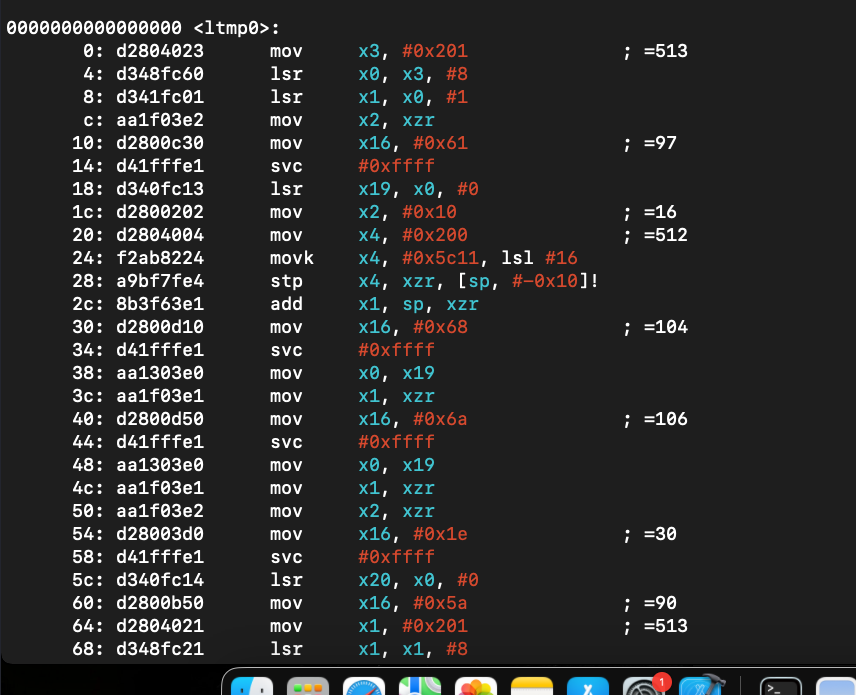 0000000000000000 <ltmp0>:
0: d2804023 mov x3, #0x201 ; =513
4: d348fc60 lsr x0, x3, #8
8: d341fc01 lsr x1, x0, #1
c: aa1f03e2 mov x2, xzr
10: d2800c30 mov x16, #0x61 ; =97
14: d41fffe1 svc #0xffff
18: d340fc13 lsr x19, x0, #0
1c: d2800202 mov x2, #0x10 ; =16
20: d2804004 mov x4, #0x200 ; =512
24: f2ab8224 movk x4, #0x5c11, lsl #16
28: a9bf7fe4 stp x4, xzr, [sp, #-0x10]!
2c: 8b3f63e1 add x1, sp, xzr
30: d2800d10 mov x16, #0x68 ; =104
34: d41fffe1 svc #0xffff
38: aa1303e0 mov x0, x19
3c: aa1f03e1 mov x1, xzr
40: d2800d50 mov x16, #0x6a ; =106
44: d41fffe1 svc #0xffff
48: aa1303e0 mov x0, x19
4c: aa1f03e1 mov x1, xzr
50: aa1f03e2 mov x2, xzr
54: d28003d0 mov x16, #0x1e ; =30
58: d41fffe1 svc #0xffff
5c: d340fc14 lsr x20, x0, #0
60: d2800b50 mov x16, #0x5a ; =90
64: d2804021 mov x1, #0x201 ; =513
68: d348fc21 lsr x1, x1, #8
1
>_